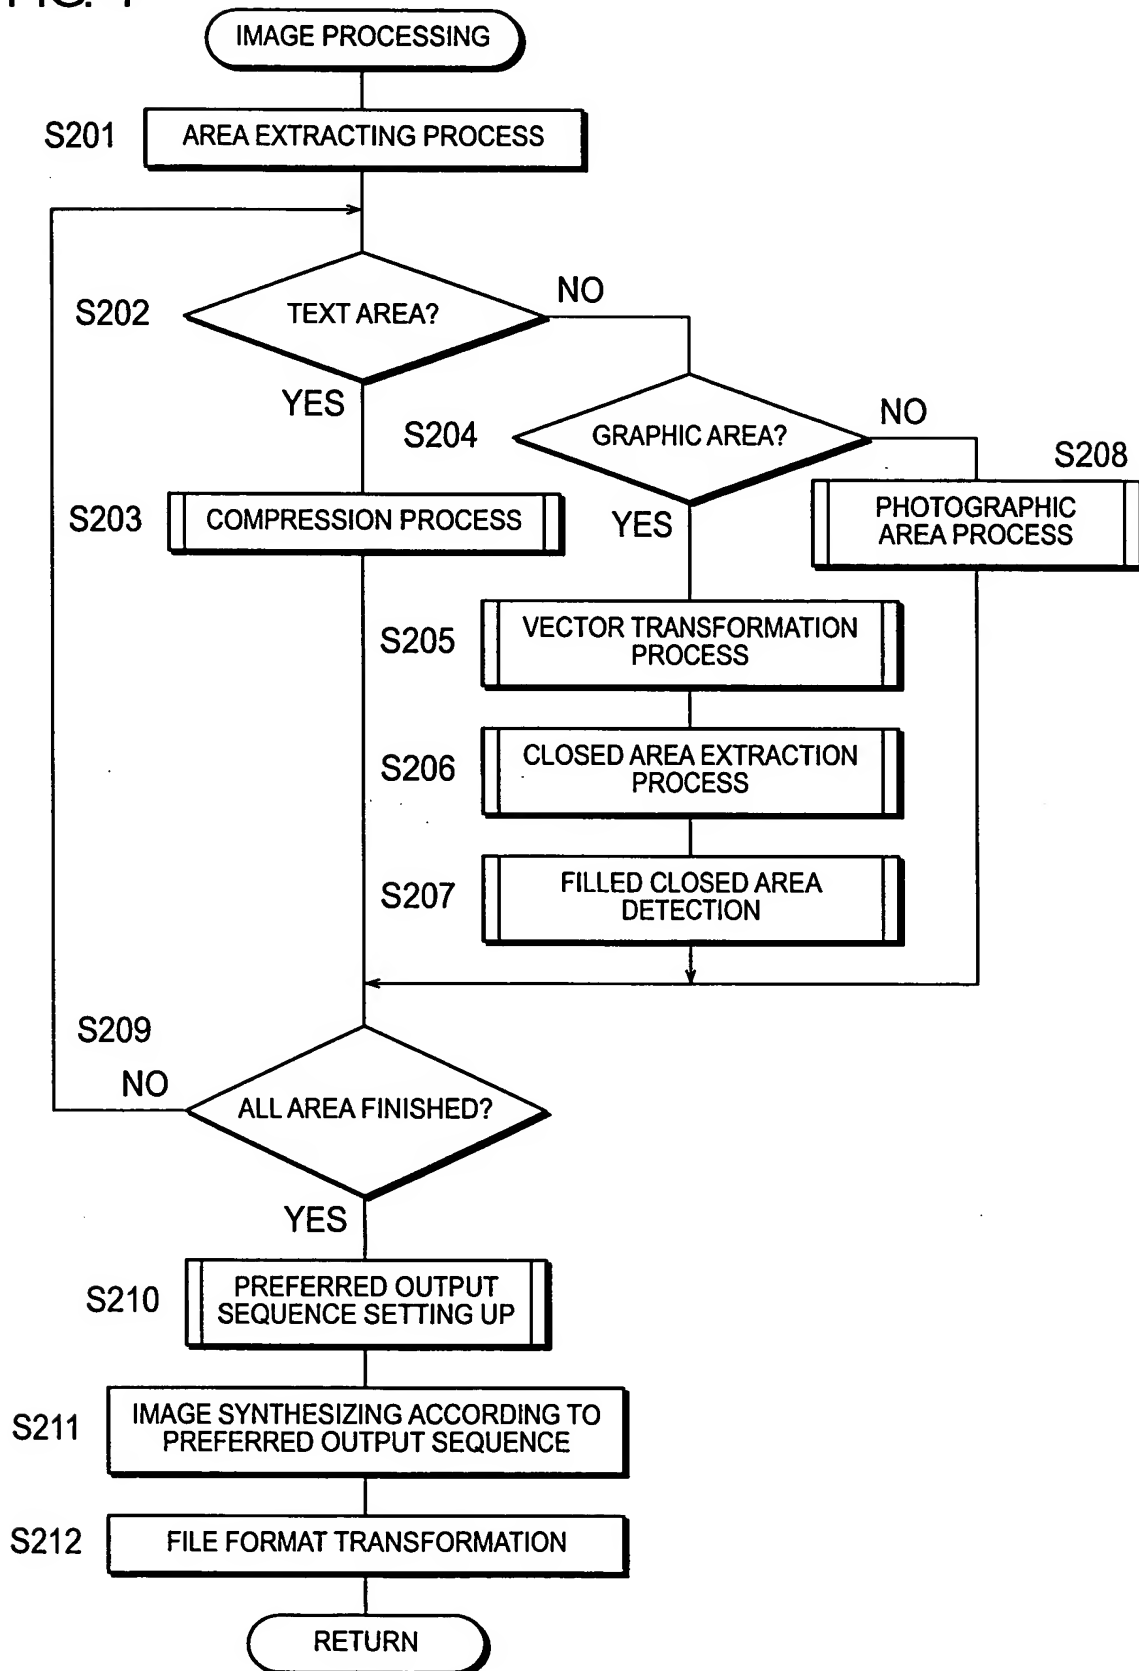 IMAGE PROCESSING
S201
AREA EXTRACTING PROCESS
S202
TEXT AREA?
NO
YES
S204
GRAPHIC AREA?
NO
S208
S203
COMPRESSION PROCESS
YES
PHOTOGRAPHIC
AREA PROCESS
S205
VECTOR TRANSFORMATION
PROCESS
S206
CLOSED AREA EXTRACTION
PROCESS
S207
FILLED CLOSED AREA
DETECTION
S209
NO
ALL AREA FINISHED?
YES
S210
PREFERRED OUTPUT
SEQUENCE SETTING UP
S211
IMAGE SYNTHESIZING ACCORDING TO
PREFERRED OUTPUT SEQUENCE
S212
FILE FORMAT TRANSFORMATION
RETURN